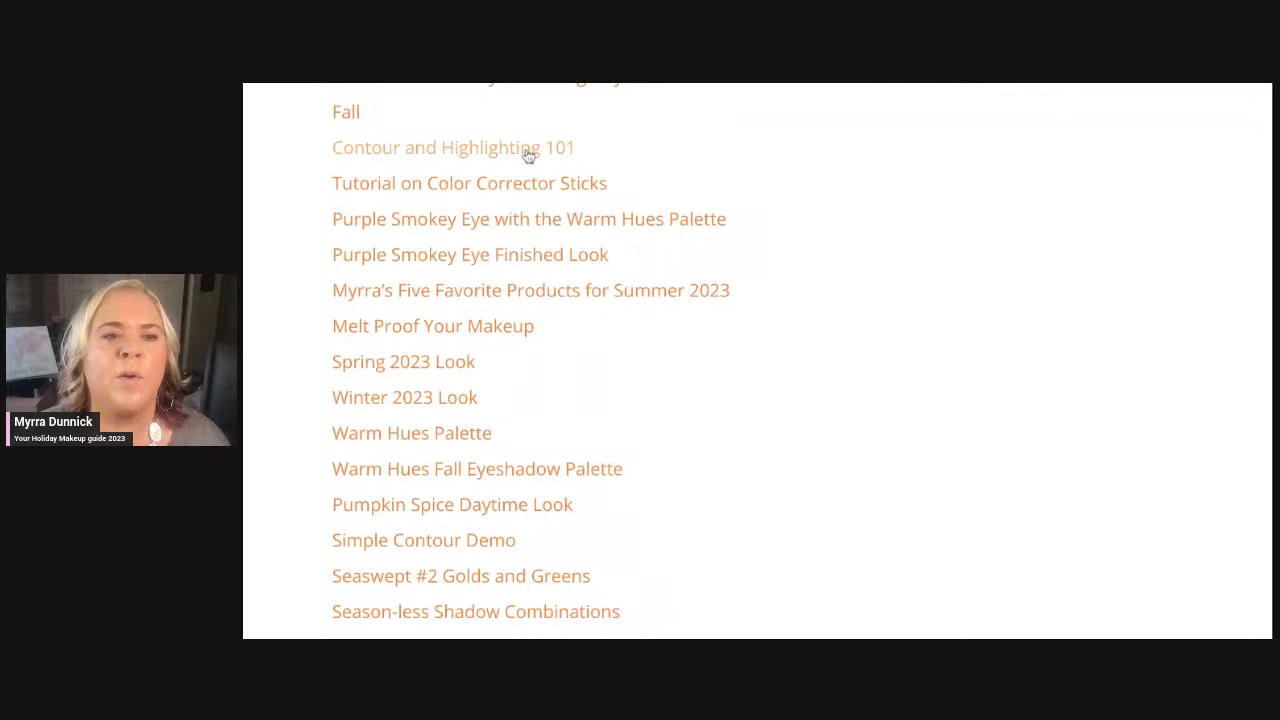 Fall
Contour and Highlighting 101
Tutorial on Color Corrector Sticks
Purple Smokey Eye with the Warm Hues Palette
Purple Smokey Eye Finished Look
Myrra's Five Favorite Products for Summer 2023
Melt Proof Your Makeup
Spring 2023 Look
Winter 2023 Look
Warm Hues Palette
Warm Hues Fall Eyeshadow Palette
Pumpkin Spice Daytime Look
Simple Contour Demo
Seaswept #2 Golds and Greens
Season-less Shadow Combinations
Myrra Dunnick
Your Holiday Makeup guide 2023